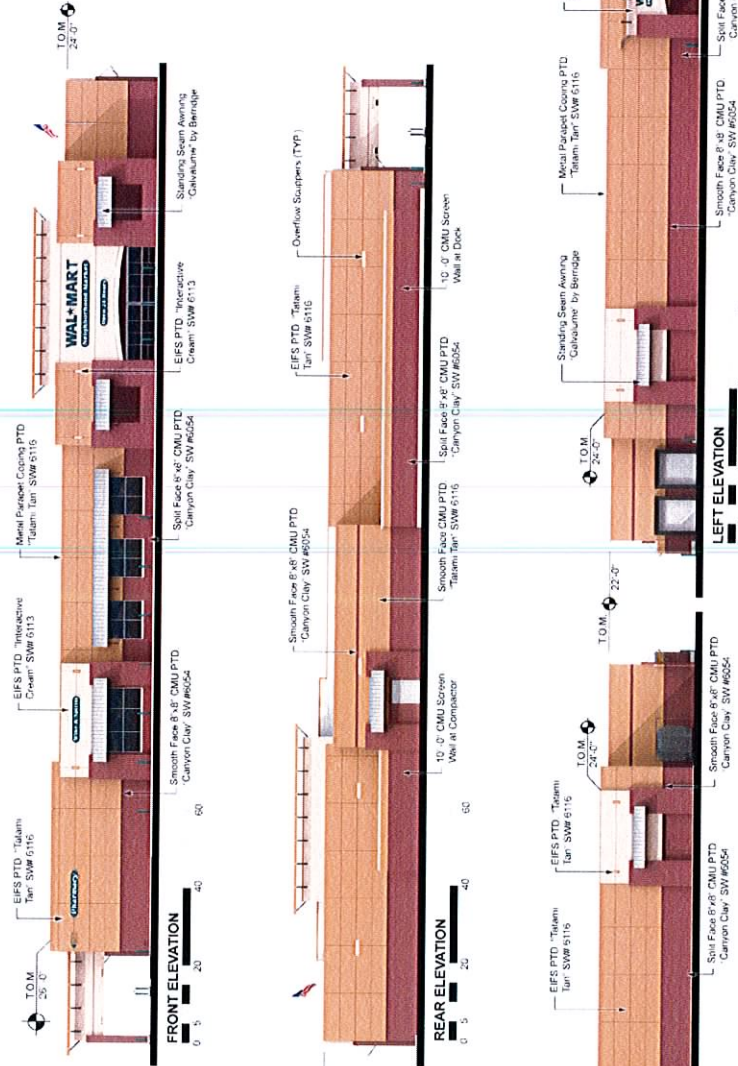 T.O.M.
26'-0"
EIFS PTD "Tatami
Tan" SW# 6116
EIFS PTD "Interactive
Cream" SW# 6113
Metal Parapet Coping PTD
"Tatami Tan" SW# 6116
T.O.M.
24'-0"
Pharmacy
WAL★MART
Neighborhood Market
Smooth Face 8"x8" CMU PTD
"Canyon Clay" SW #6054
Split Face 8"x8" CMU PTD
"Canyon Clay" SW #6054
EIFS PTD "Interactive
Cream" SW# 6113
Standing Seam Awning
"Galvalume" by Berridge
FRONT ELEVATION
0 5 20 40 60
Smooth Face 8"x8" CMU PTD
"Canyon Clay" SW #6054
EIFS PTD "Tatami
Tan" SW# 6116
Overflow Scuppers (TYP.)
10'-0" CMU Screen
Wall at Compactor
Smooth Face CMU PTD
"Tatami Tan" SW# 6116
Split Face 8"x8" CMU PTD
"Canyon Clay" SW #6054
10'-0" CMU Screen
Wall at Dock
REAR ELEVATION
0 5 20 40 60
EIFS PTD "Tatami
Tan" SW# 6116
EIFS PTD "Tatami
Tan" SW# 6116
T.O.M.
24'-0"
T.O.M.
22'-0"
Split Face 8"x8" CMU PTD
"Canyon Clay" SW #6054
Smooth Face 8"x8" CMU PTD
"Canyon Clay" SW #6054
T.O.M.
24'-0"
Standing Seam Awning
"Galvalume" by Berridge
Metal Parapet Coping PTD
"Tatami Tan" SW# 6116
LEFT ELEVATION
Smooth Face 8"x8" CMU PTD
"Canyon Clay" SW #6054
Split Face
Canyon